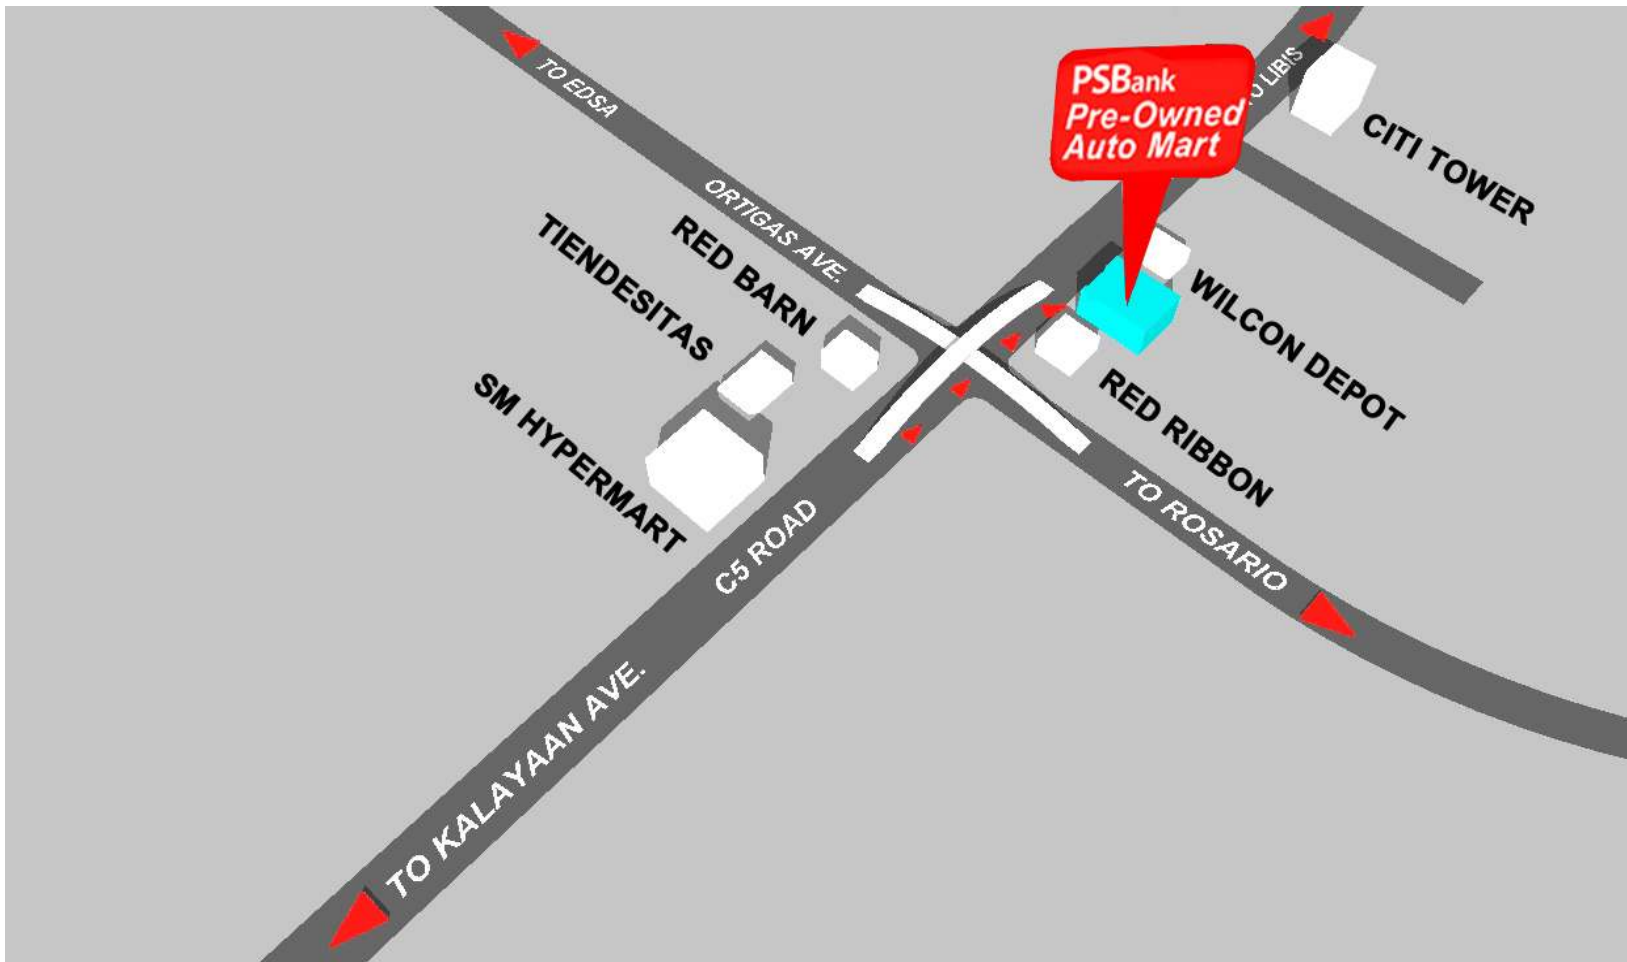 TO EDSA
TO LIBIS
PSBank
Pre-Owned
Auto Mart
CITI TOWER
ORTIGAS AVE.
RED BARN
TIENDESITAS
WILCON DEPOT
SM HYPERMART
RED RIBBON
C5 ROAD
TO ROSARIO
TO KALAYAAN AVE.